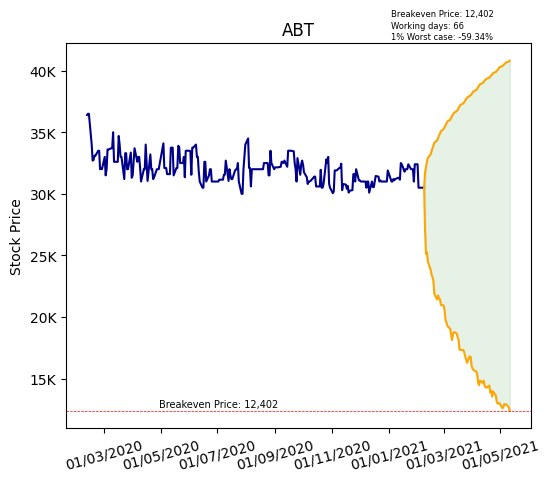 Breakeven Price: 12,402
Working days: 66
1% Worst case: -59.34%
ABT
Stock Price
40K
35K
30K
25K
20K
15K
Breakeven Price: 12,402
01/03/2020
01/05/2020
01/07/2020
01/09/2020
01/11/2020
01/01/2021
01/03/2021
01/05/2021